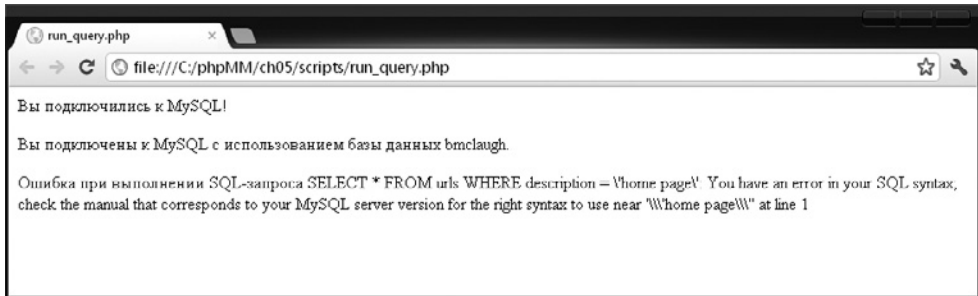 run_query.php
file:///C:/phpMM/ch05/scripts/run_query.php
Вы подключились к MySQL!
Вы подключены к MySQL с использованием базы данных bmclaugh.
Ошибка при выполнении SQL-запроса SELECT * FROM urls WHERE description = \'home page\': You have an error in your SQL syntax,
check the manual that corresponds to your MySQL server version for the right syntax to use near '\\\'home page\\\'' at line 1